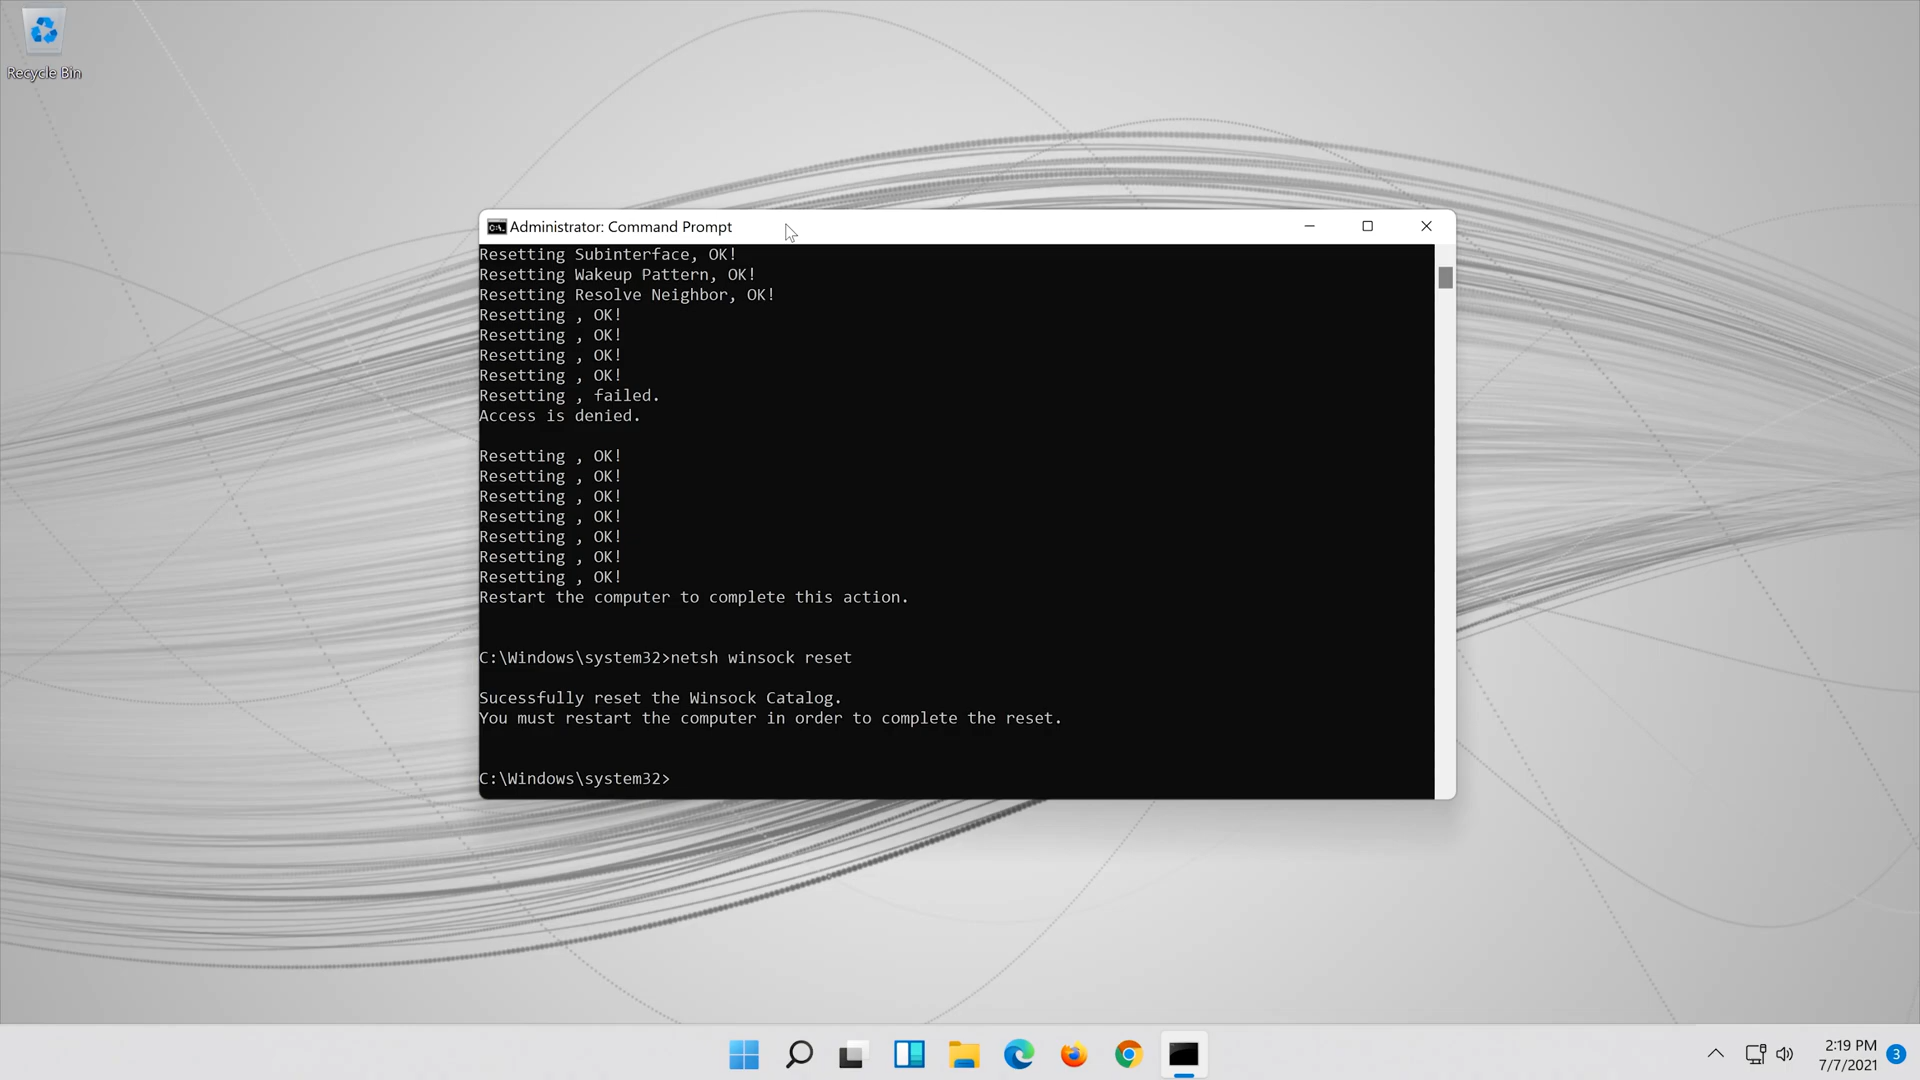 Recycle Bin
Administrator: Command Prompt
Resetting Subinterface, OK!
Resetting Wakeup Pattern, OK!
Resetting Resolve Neighbor, OK!
Resetting , OK!
Resetting , OK!
Resetting , OK!
Resetting , OK!
Resetting , failed.
Access is denied.
Resetting , OK!
Resetting , OK!
Resetting , OK!
Resetting , OK!
Resetting , OK!
Resetting , OK!
Resetting , OK!
Restart the computer to complete this action.
C:\Windows\system32>netsh winsock reset
Sucessfully reset the Winsock Catalog.
You must restart the computer in order to complete the reset.
C:\Windows\system32>
2:19 PM
7/7/2021
3